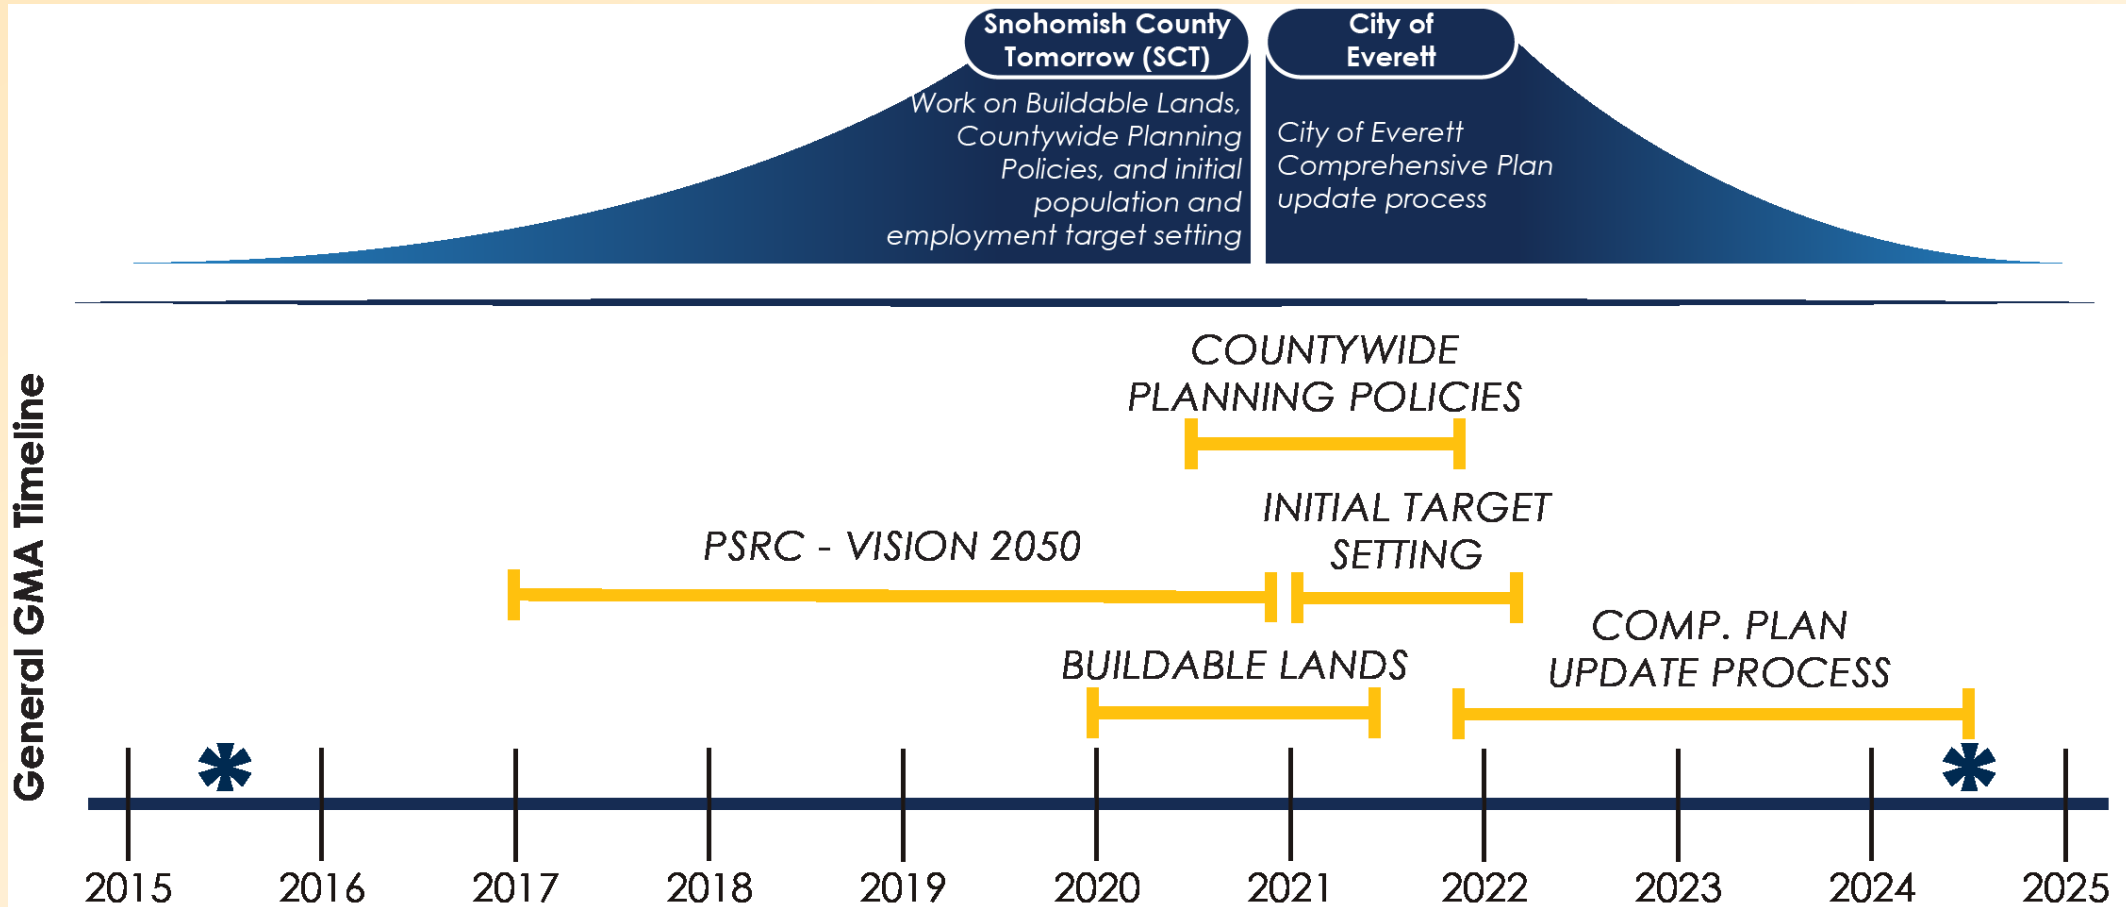 Snohomish County
Tomorrow (SCT)
Work on Buildable Lands,
Countywide Planning
Policies, and initial
population and
employment target setting
City of
Everett
City of Everett
Comprehensive Plan
update process
General GMA Timeline
COUNTYWIDE
PLANNING POLICIES
INITIAL TARGET
SETTING
PSRC - VISION 2050
COMP. PLAN
UPDATE PROCESS
BUILDABLE LANDS
* *
2015 2016 2017 2018 2019 2020 2021 2022 2023 2024 2025